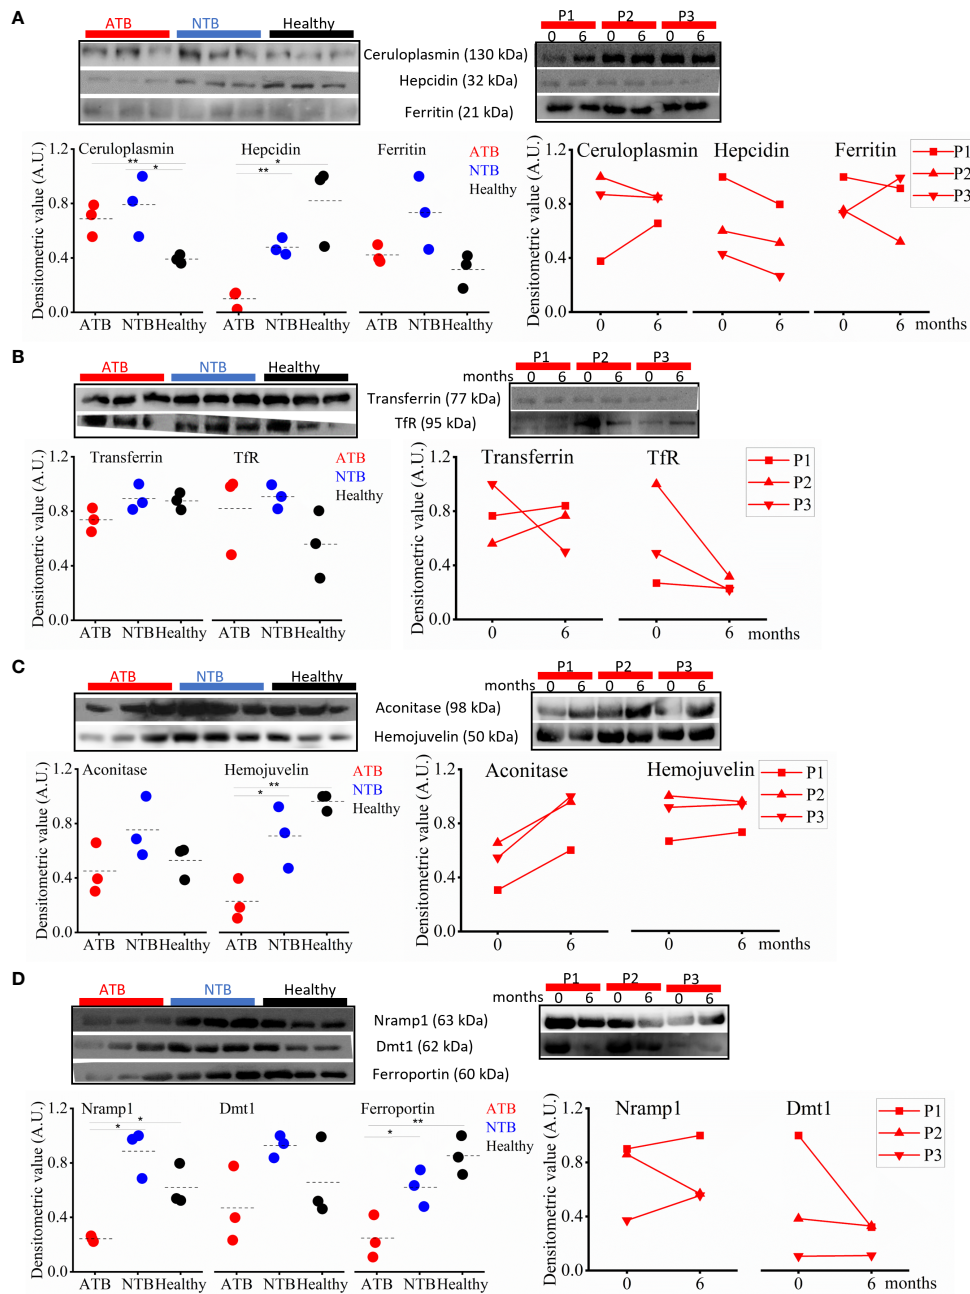 A
ATB NTB Healthy
P1 P2 P3
0 6 0 6 0 6
Ceruloplasmin (130 kDa)
Hepcidin (32 kDa)
Ferritin (21 kDa)
Densitometric value (A.U.)
1.2
0.8
0.4
0.0
Ceruloplasmin Hepcidin Ferritin
** * * **
ATB
NTB
Healthy
ATB NTB Healthy ATB NTB Healthy ATB NTB Healthy
Densitometric value (A.U.)
1.2
0.8
0.4
0.0
Ceruloplasmin Hepcidin Ferritin
P1
P2
P3
0 6 0 6 0 6
months
B
ATB NTB Healthy
P1 P2 P3
months 0 6 0 6 0 6
Transferrin (77 kDa)
TfR (95 kDa)
Densitometric value (A.U.)
1.2
0.8
0.4
0.0
Transferrin TfR
ATB
NTB
Healthy
ATB NTB Healthy ATB NTB Healthy
Densitometric value (A.U.)
1.2
0.8
0.4
0.0
Transferrin TfR
P1
P2
P3
0 6 0 6 months
C
ATB NTB Healthy
P1 P2 P3
months 0 6 0 6 0 6
Aconitase (98 kDa)
Hemojuvelin (50 kDa)
Densitometric value (A.U.)
1.2
0.8
0.4
0.0
Aconitase Hemojuvelin
** *
ATB
NTB
Healthy
ATB NTB Healthy ATB NTB Healthy
Densitometric value (A.U.)
1.2
0.8
0.4
0.0
Aconitase Hemojuvelin
P1
P2
P3
0 6 0 6 months
D
ATB NTB Healthy
P1 P2 P3
months 0 6 0 6 0 6
Nramp1 (63 kDa)
Dmt1 (62 kDa)
Ferroportin (60 kDa)
Densitometric value (A.U.)
1.2
0.8
0.4
0.0
Nramp1 Dmt1 Ferroportin
* * ** *
ATB
NTB
Healthy
ATB NTB Healthy ATB NTB Healthy ATB NTB Healthy
Densitometric value (A.U.)
1.2
0.8
0.4
0.0
Nramp1 Dmt1
P1
P2
P3
0 6 0 6 months